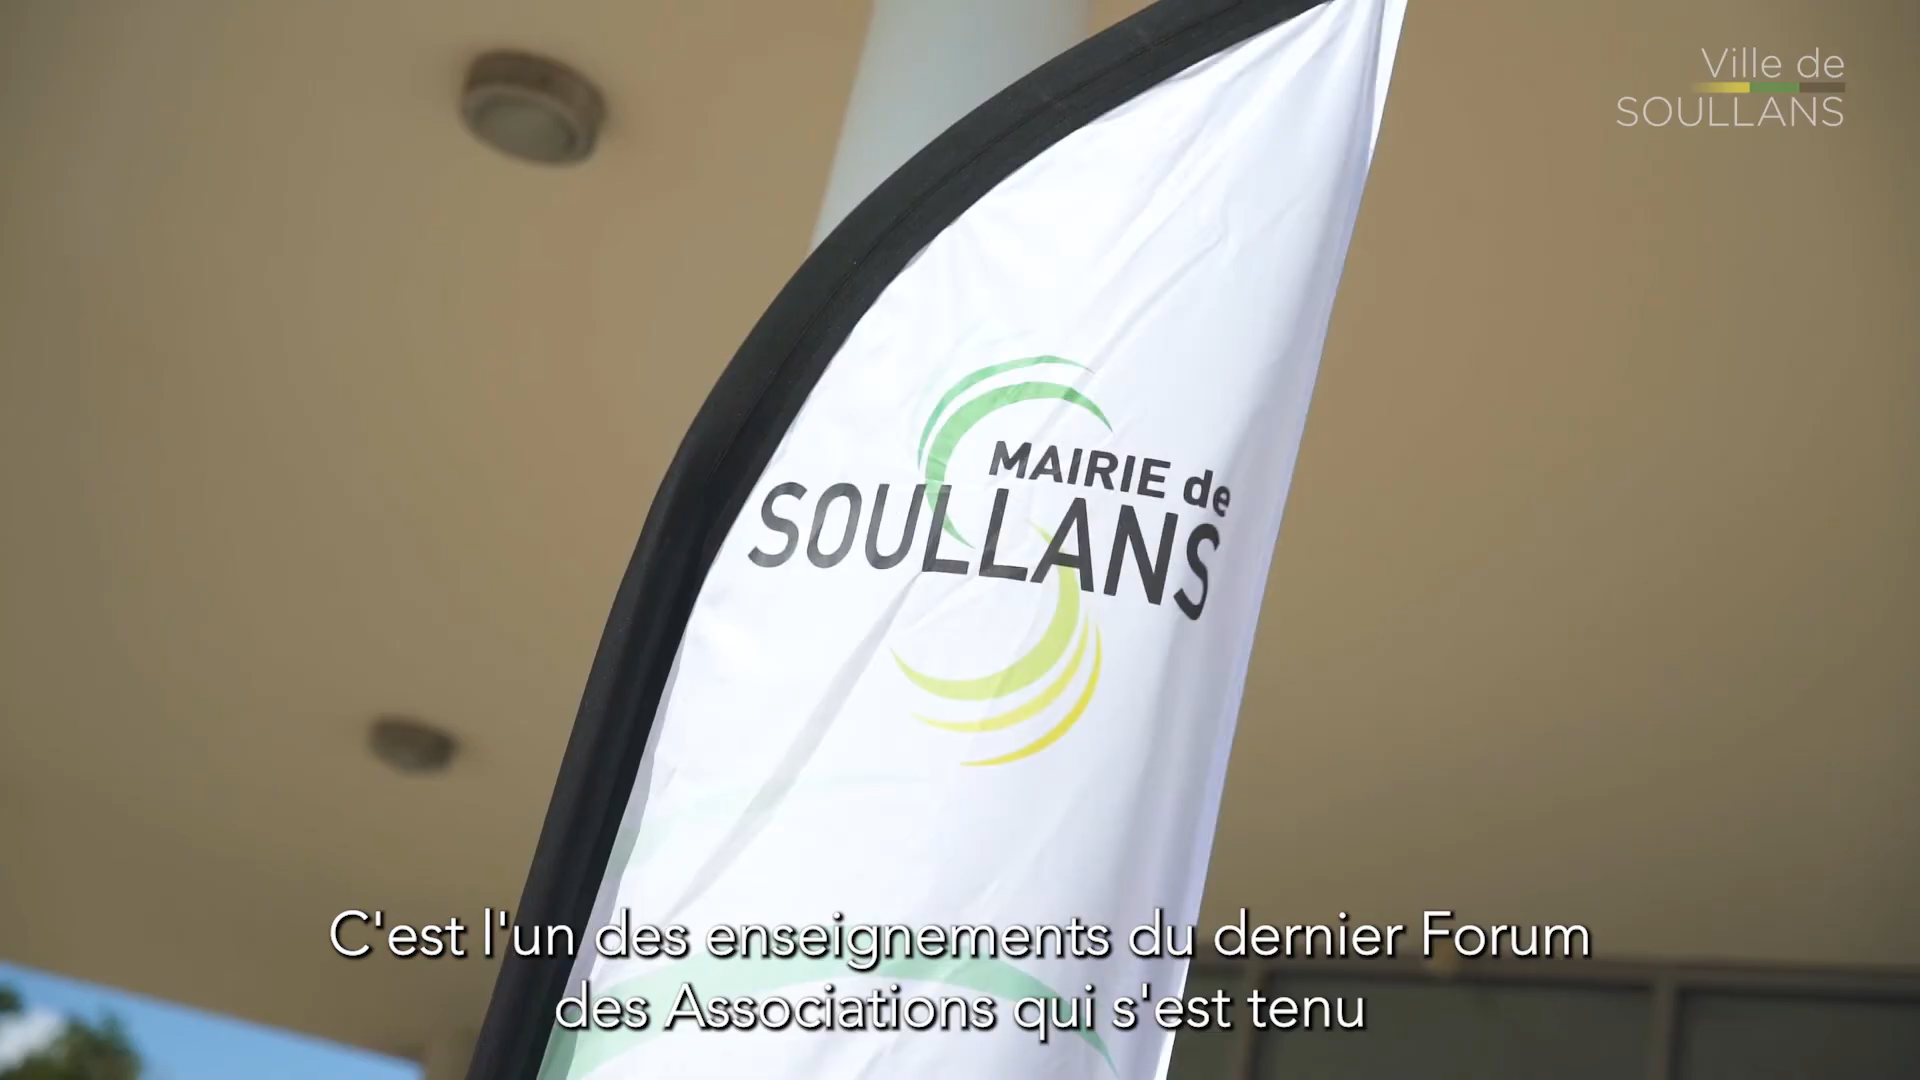 Ville de
SOULLANS
MAIRIE de
SOULLANS
C'est l'un des enseignements du dernier Forum
des Associations qui s'est tenu